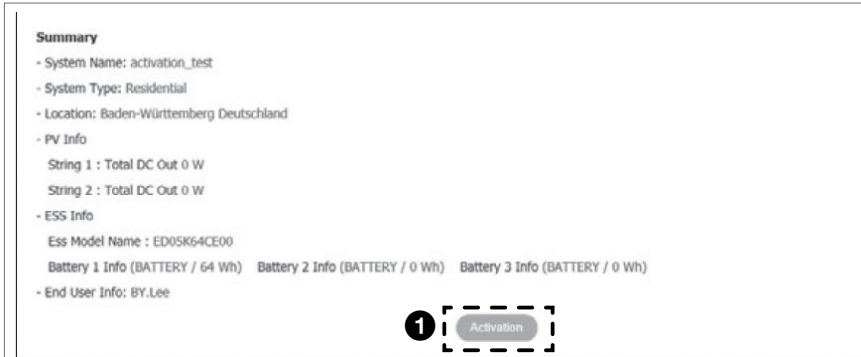 Summary
- System Name: activation_test
- System Type: Residential
- Location: Baden-Württemberg Deutschland
- PV Info
String 1 : Total DC Out 0 W
String 2 : Total DC Out 0 W
- ESS Info
Ess Model Name : ED05K64CE00
Battery 1 Info (BATTERY / 64 Wh) Battery 2 Info (BATTERY / 0 Wh) Battery 3 Info (BATTERY / 0 Wh)
- End User Info: BY.Lee
1 Activation